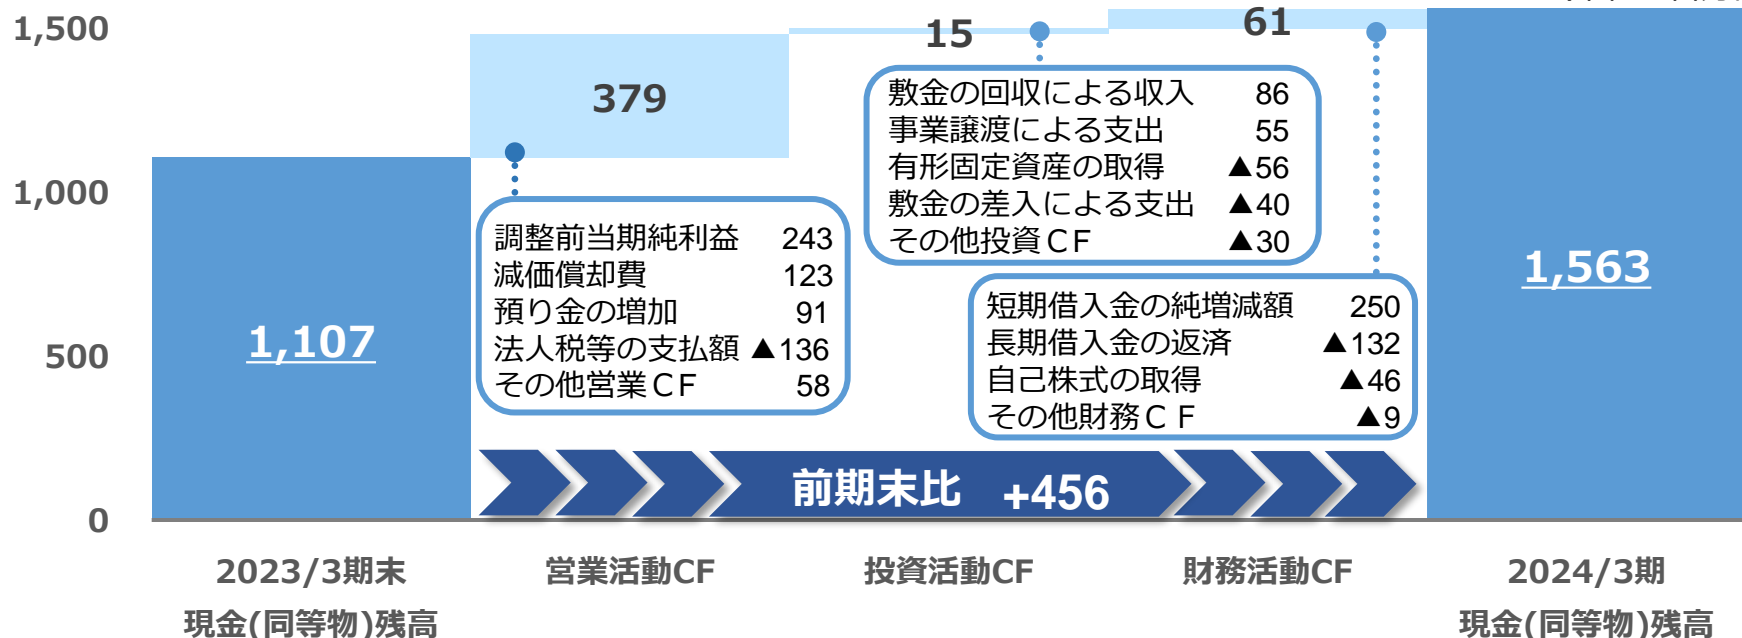 1,500
1,000
500
0
1,107
379
15
61
1,563
調整前当期純利益 243
減価償却費 123
預り金の増加 91
法人税等の支払額 ▲136
その他営業ＣＦ 58
敷金の回収による収入 86
事業譲渡による支出 55
有形固定資産の取得 ▲56
敷金の差入による支出 ▲40
その他投資ＣＦ ▲30
短期借入金の純増減額 250
長期借入金の返済 ▲132
自己株式の取得 ▲46
その他財務ＣＦ ▲9
前期末比 +456
2023/3期末
現金(同等物)残高
営業活動CF
投資活動CF
財務活動CF
2024/3期
現金(同等物)残高